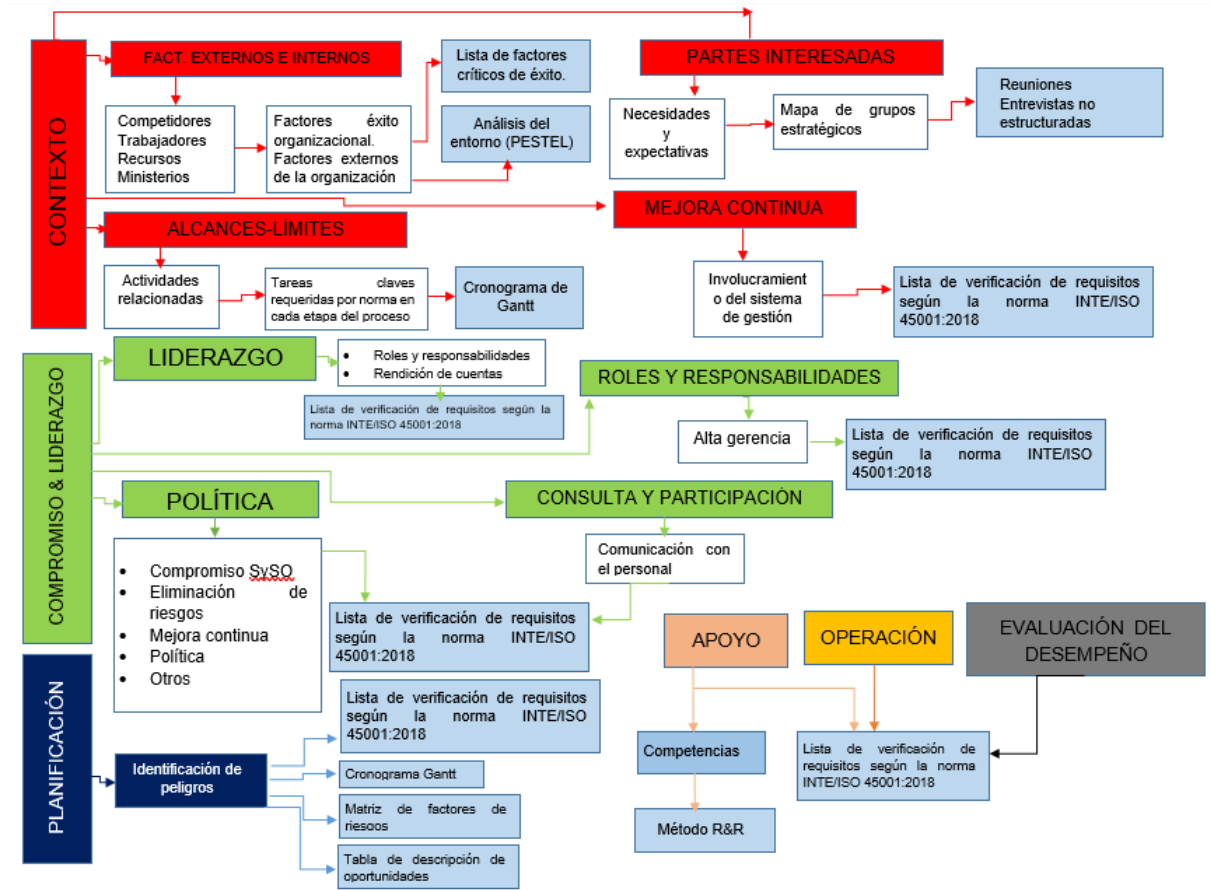 CONTEXTO
FACT. EXTERNOS E INTERNOS
Competidores
Trabajadores
Recursos
Ministerios
Factores éxito
organizacional.
Factores externos
de la organización
Lista de factores
críticos de éxito.
Análisis del
entorno (PESTEL)
PARTES INTERESADAS
Necesidades
y
expectativas
Mapa de grupos
estratégicos
Reuniones
Entrevistas no
estructuradas
ALCANCES-LÍMITES
Actividades
relacionadas
Tareas claves
requeridas por norma en
cada etapa del proceso
Cronograma de
Gantt
MEJORA CONTINUA
Involucramient
o del sistema
de gestión
Lista de verificación de requisitos
según la norma INTE/ISO
45001:2018
COMPROMISO & LIDERAZGO
LIDERAZGO
• Roles y responsabilidades
• Rendición de cuentas
Lista de verificación de requisitos según la
norma INTE/ISO 45001:2018
ROLES Y RESPONSABILIDADES
Alta gerencia
Lista de verificación de requisitos
según la norma INTE/ISO
45001:2018
POLÍTICA
• Compromiso SySO
• Eliminación de
riesgos
• Mejora continua
• Política
• Otros
CONSULTA Y PARTICIPACIÓN
Comunicación con
el personal
Lista de verificación de requisitos
según la norma INTE/ISO
45001:2018
PLANIFICACIÓN
Identificación de
peligros
Lista de verificación de requisitos
según la norma INTE/ISO
45001:2018
Cronograma Gantt
Matriz de factores de
riesgos
Tabla de descripción de
oportunidades
APOYO
OPERACIÓN
EVALUACIÓN DEL
DESEMPEÑO
Competencias
Método R&R
Lista de verificación de
requisitos según la norma
INTE/ISO 45001:2018